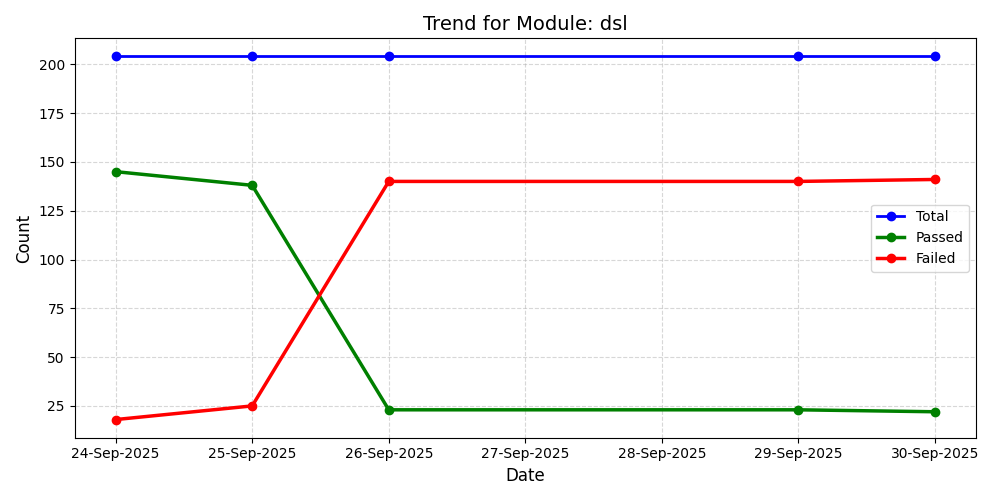 Trend for Module: dsl
Count
200
175
150
125
100
75
50
25
Total
Passed
Failed
24-Sep-2025 25-Sep-2025 26-Sep-2025 27-Sep-2025 28-Sep-2025 29-Sep-2025 30-Sep-2025
Date